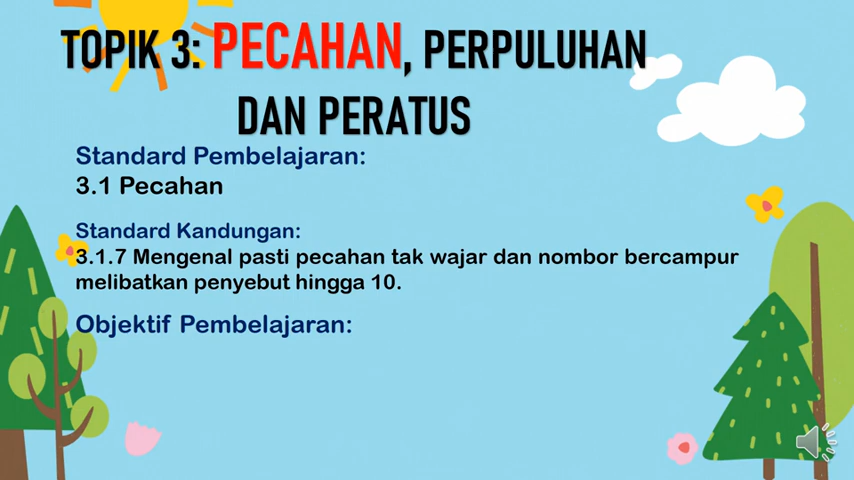 TOPIK 3: PECAHAN, PERPULUHAN
DAN PERATUS
Standard Pembelajaran:
3.1 Pecahan
Standard Kandungan:
3.1.7 Mengenal pasti pecahan tak wajar dan nombor bercampur
melibatkan penyebut hingga 10.
Objektif Pembelajaran: